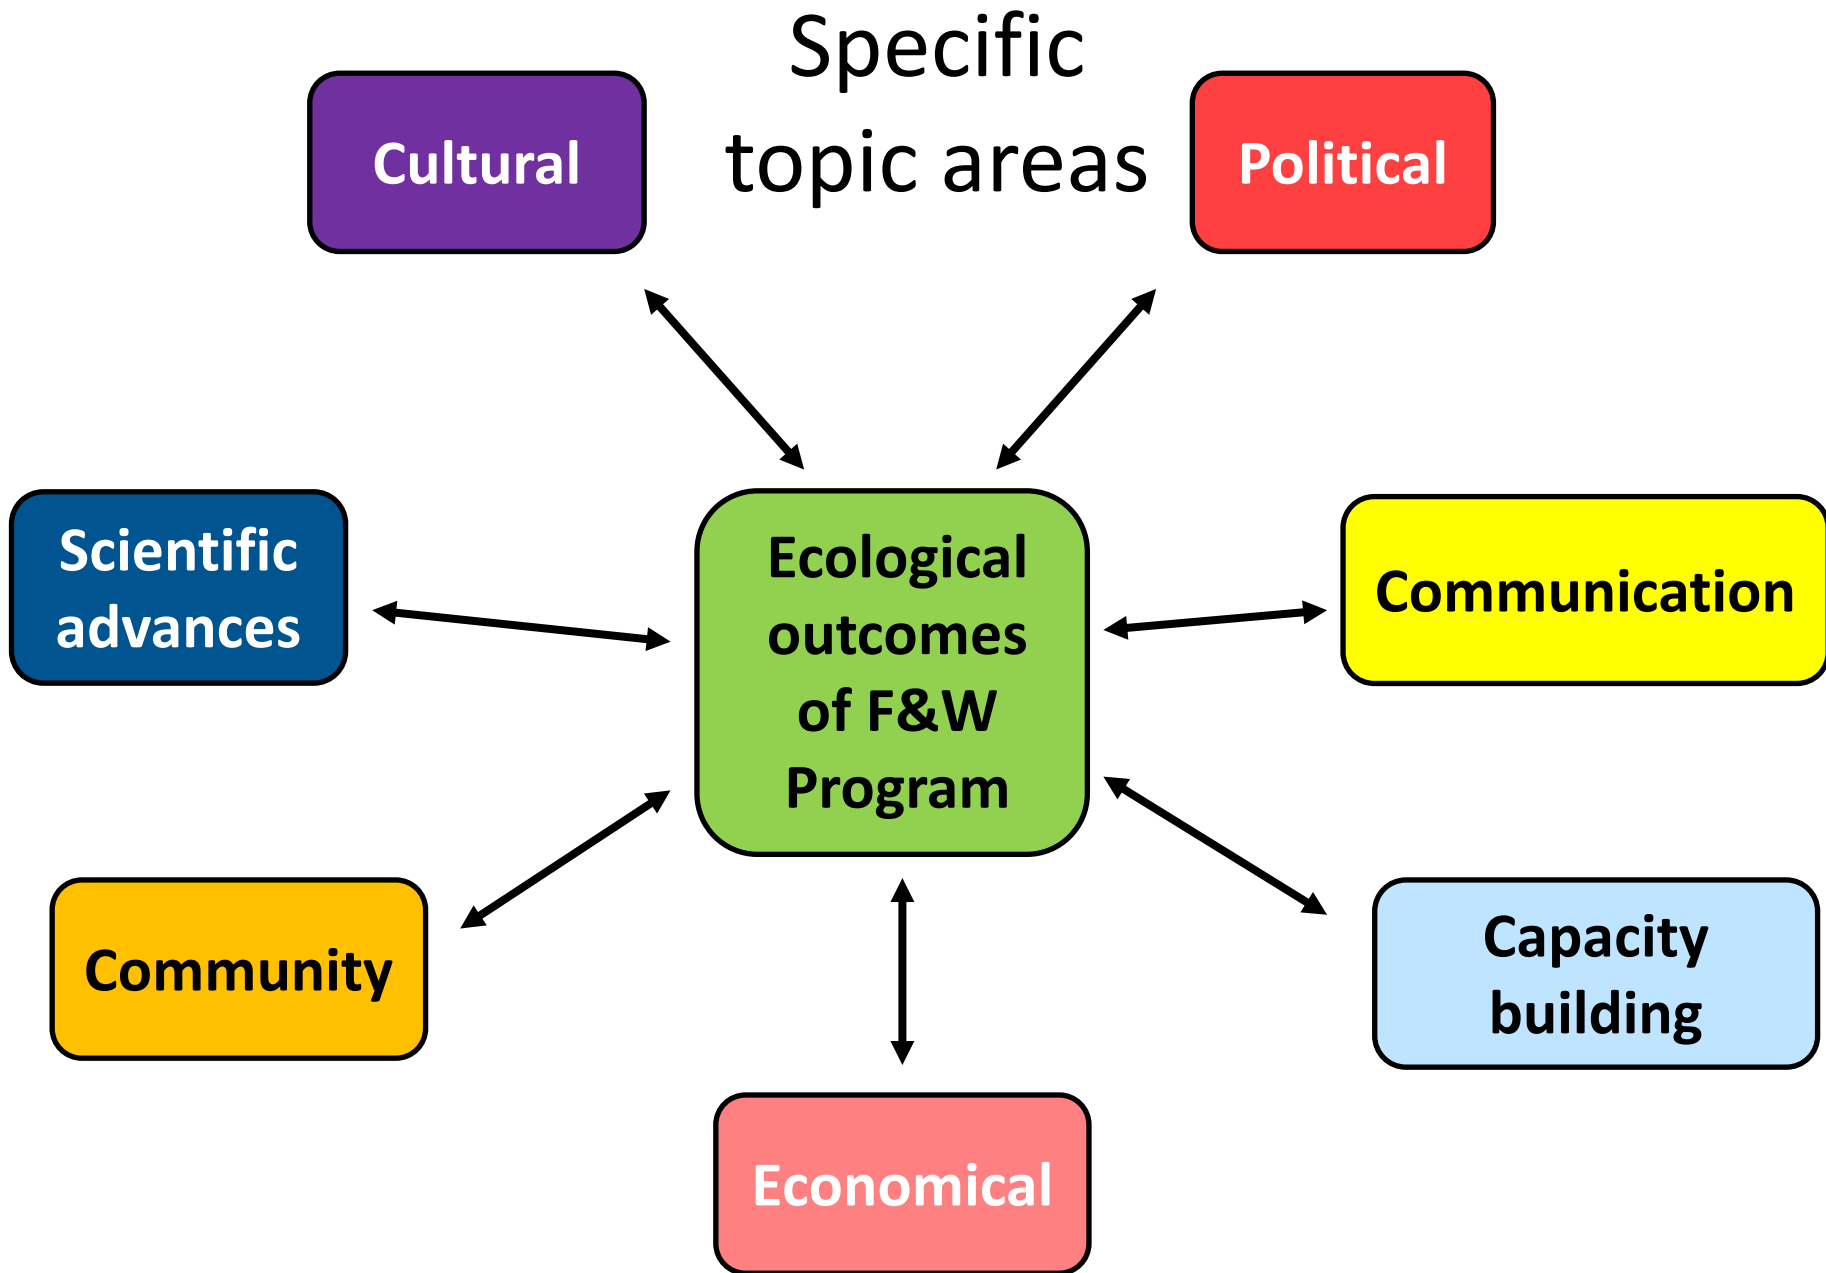 Specific
topic areas
Cultural
Political
Scientific
advances
Ecological
outcomes
of F&W
Program
Communication
Community
Capacity
building
Economical